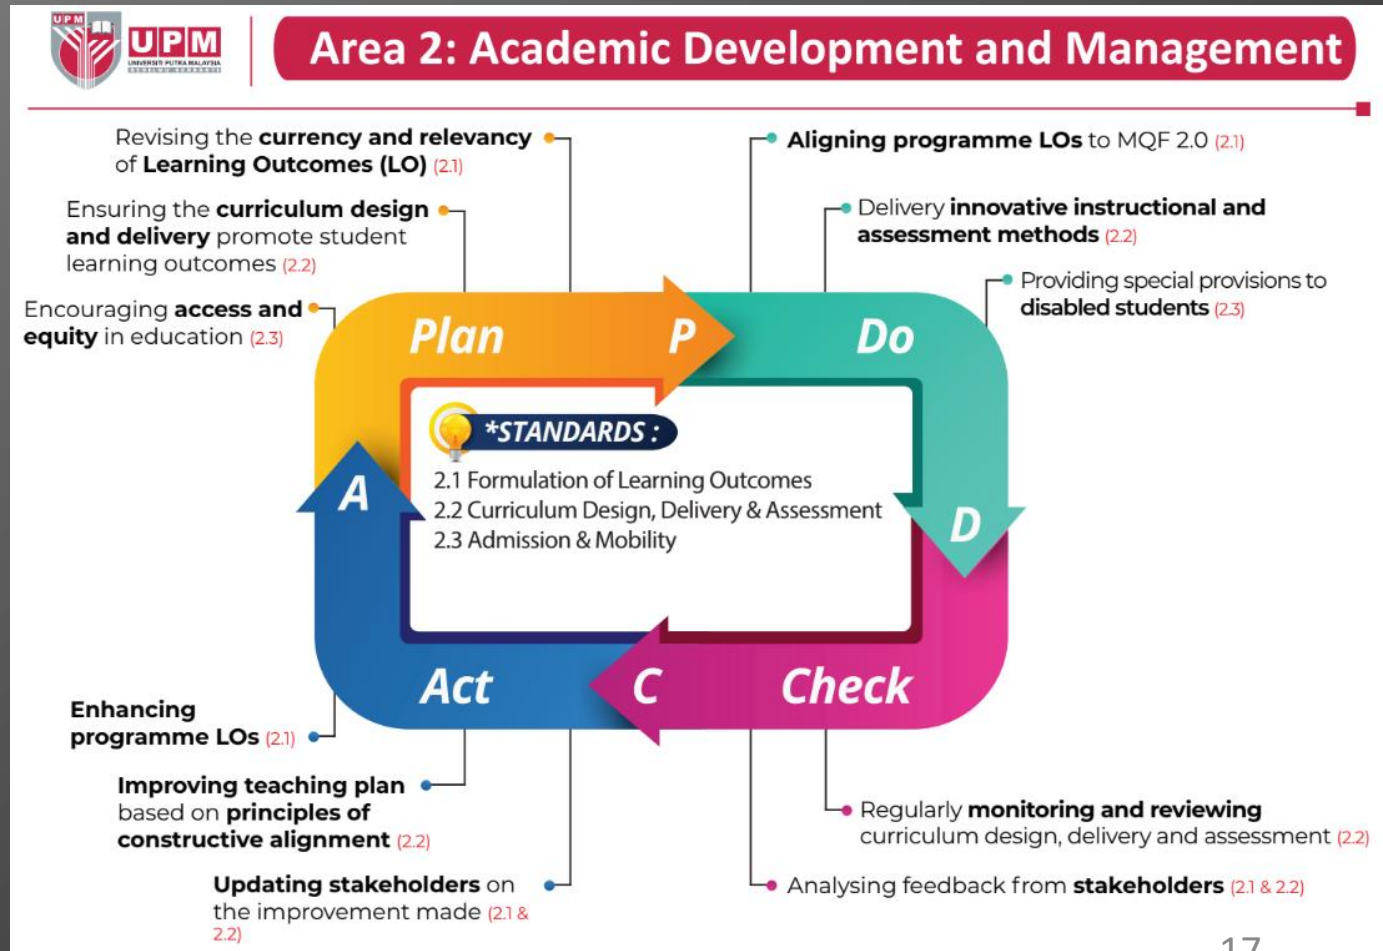 UPM
UPM
UNIVERSITI PUTRA MALAYSIA
Area 2: Academic Development and Management
Revising the currency and relevancy
of Learning Outcomes (LO) (2.1)
Ensuring the curriculum design
and delivery promote student
learning outcomes (2.2)
Encouraging access and
equity in education (2.3)
Aligning programme LOs to MQF 2.0 (2.1)
Delivery innovative instructional and
assessment methods (2.2)
Providing special provisions to
disabled students (2.3)
Plan
P
Do
*STANDARDS :
2.1 Formulation of Learning Outcomes
2.2 Curriculum Design, Delivery & Assessment
2.3 Admission & Mobility
A
D
Act
C
Check
Enhancing
programme LOs (2.1)
Improving teaching plan
based on principles of
constructive alignment (2.2)
Updating stakeholders on
the improvement made (2.1 &
2.2)
Regularly monitoring and reviewing
curriculum design, delivery and assessment (2.2)
Analysing feedback from stakeholders (2.1 & 2.2)
17